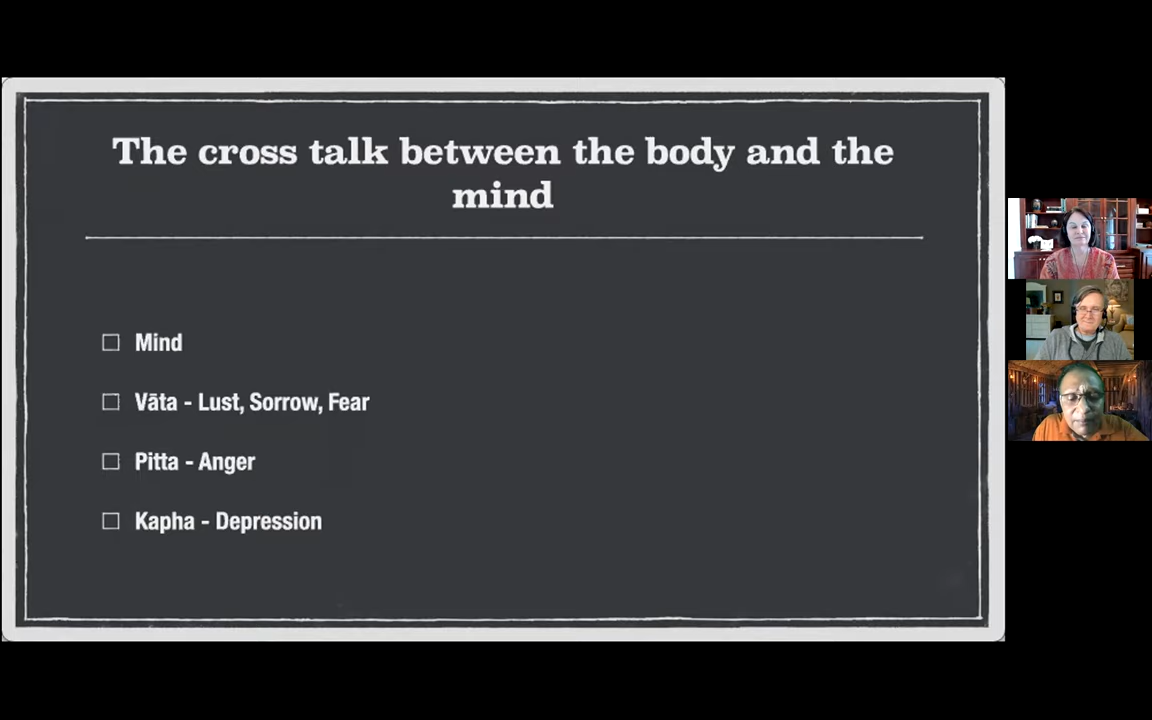 The cross talk between the body and the
mind
Mind
Vāta - Lust, Sorrow, Fear
Pitta - Anger
Kapha - Depression